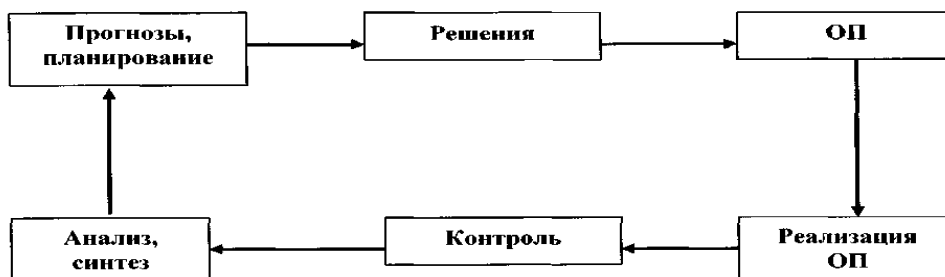 Прогнозы,
планирование
Решения
ОП
Анализ,
синтез
Контроль
Реализация
ОП